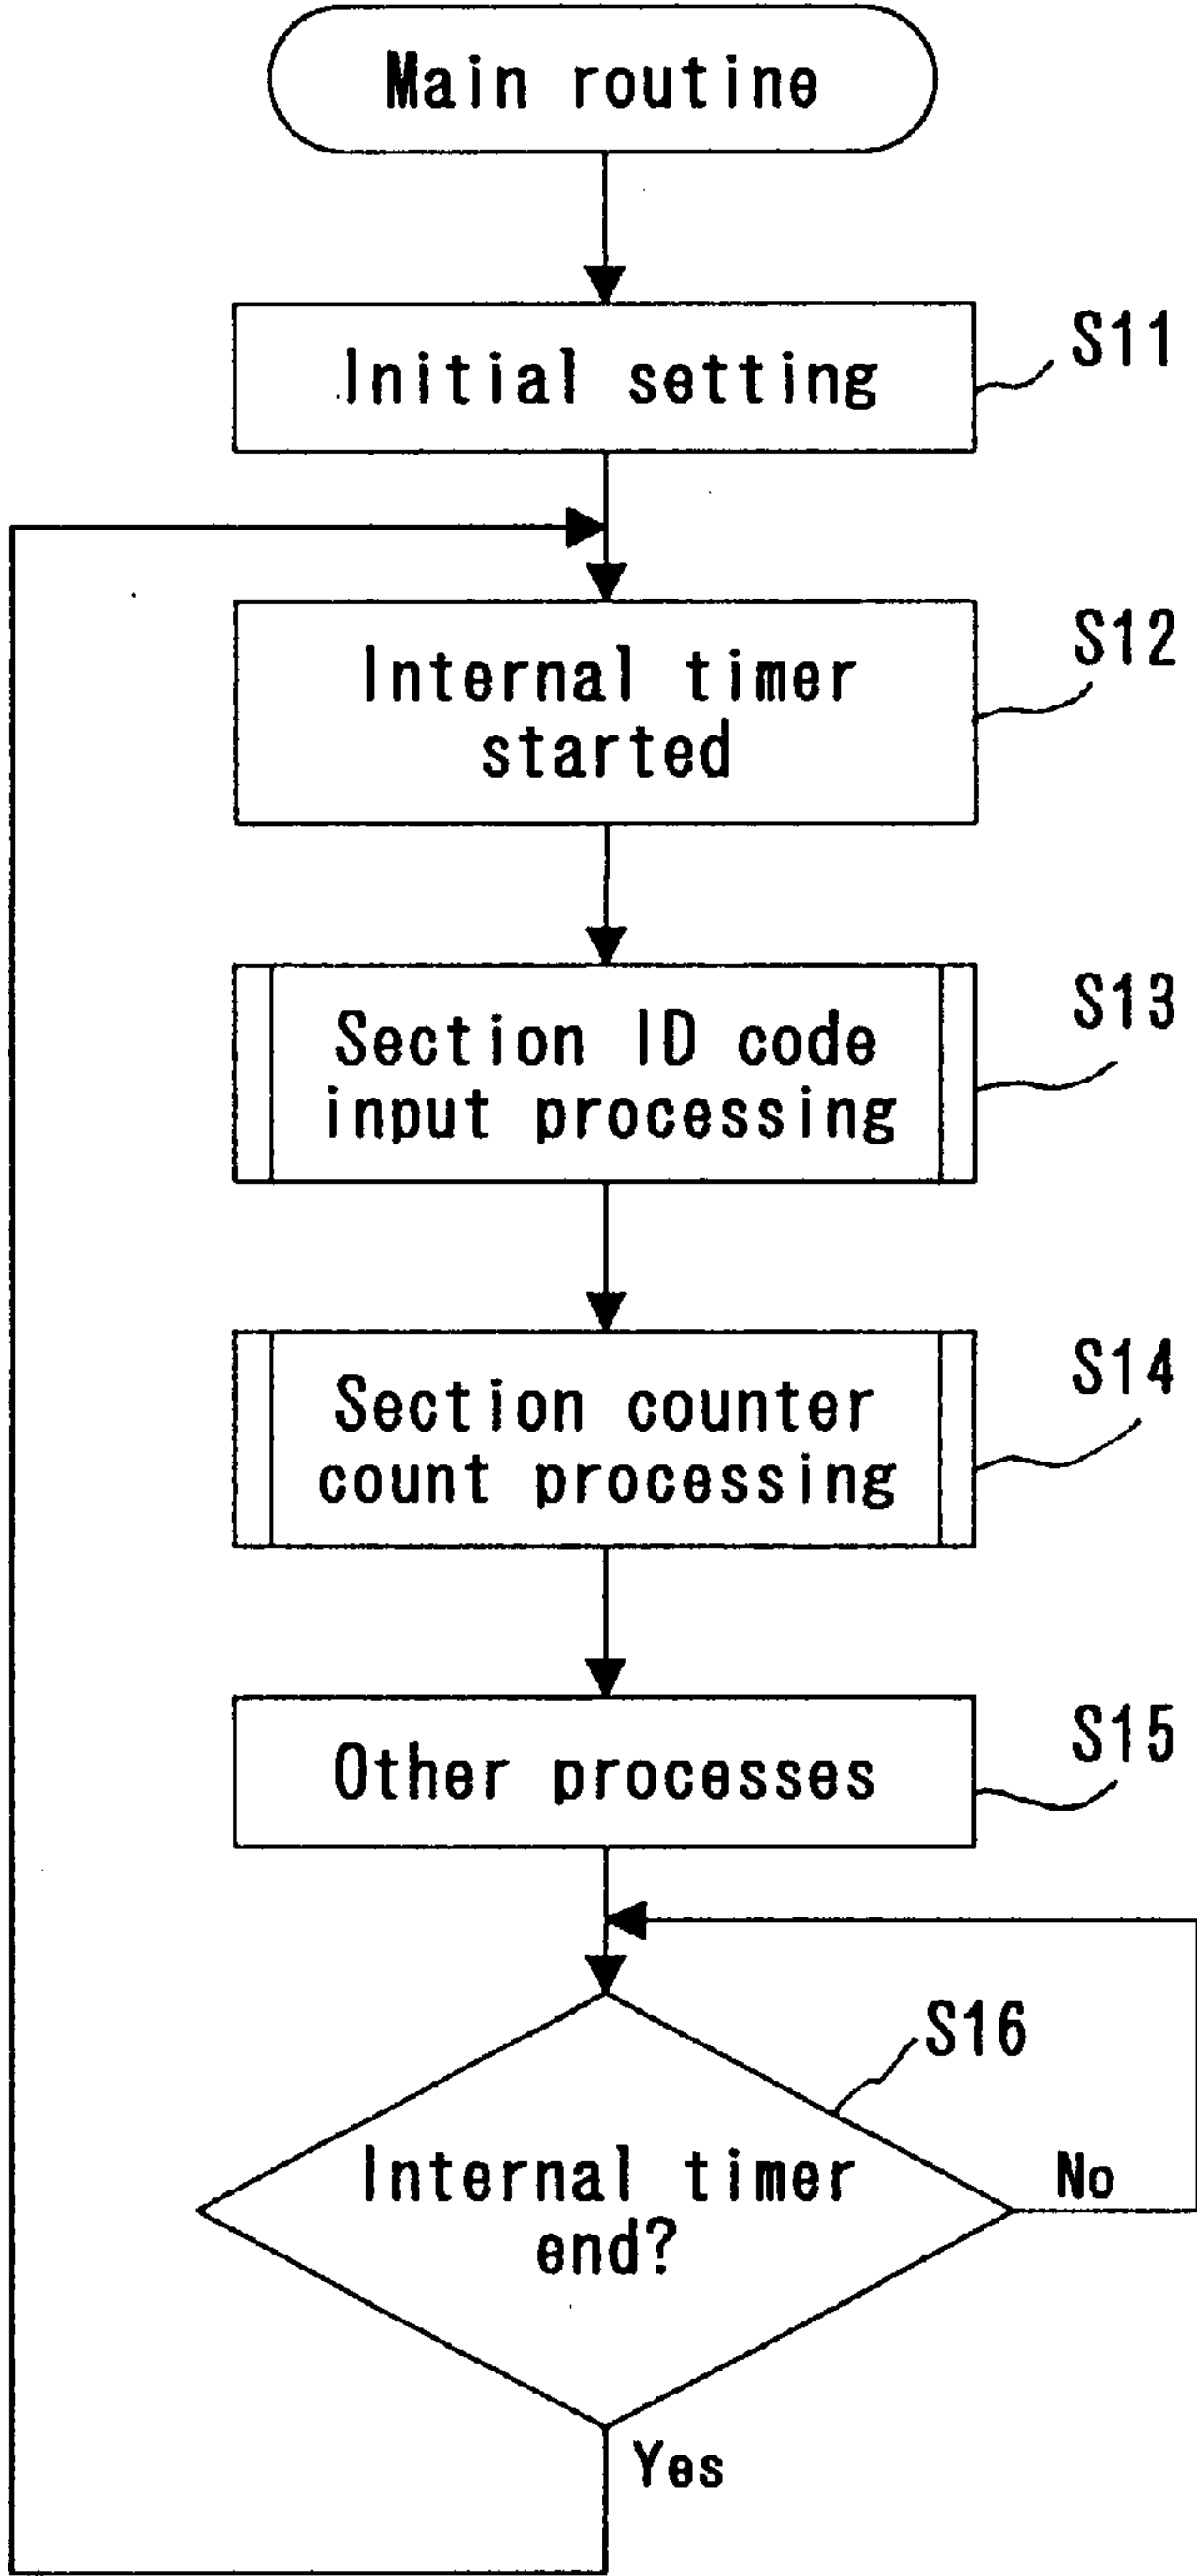 Main routine
Initial setting
S11
Internal timer
started
S12
Section ID code
input processing
S13
Section counter
count processing
S14
Other processes
S15
S16
Internal timer
end?
No
Yes